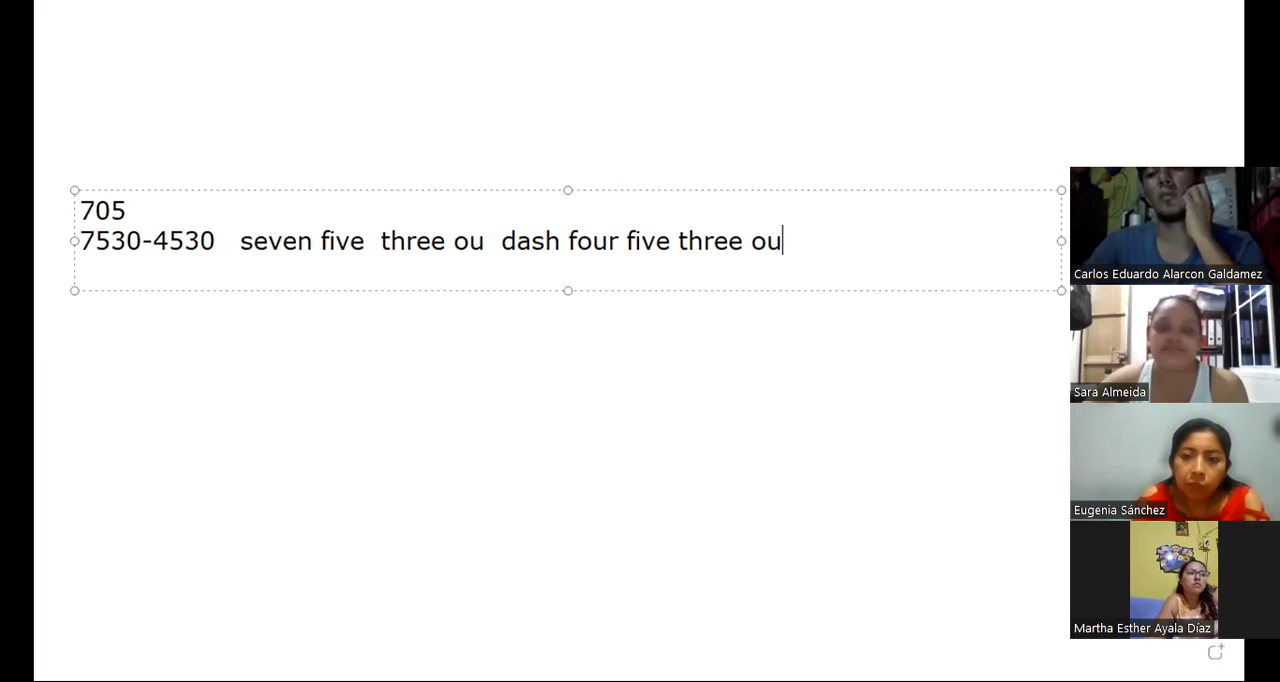 705
7530-4530 seven five three ou dash four five three ou
Carlos Eduardo Alarcon Galdamez
Sara Almeida
Eugenia Sánchez
Martha Esther Ayala Díaz